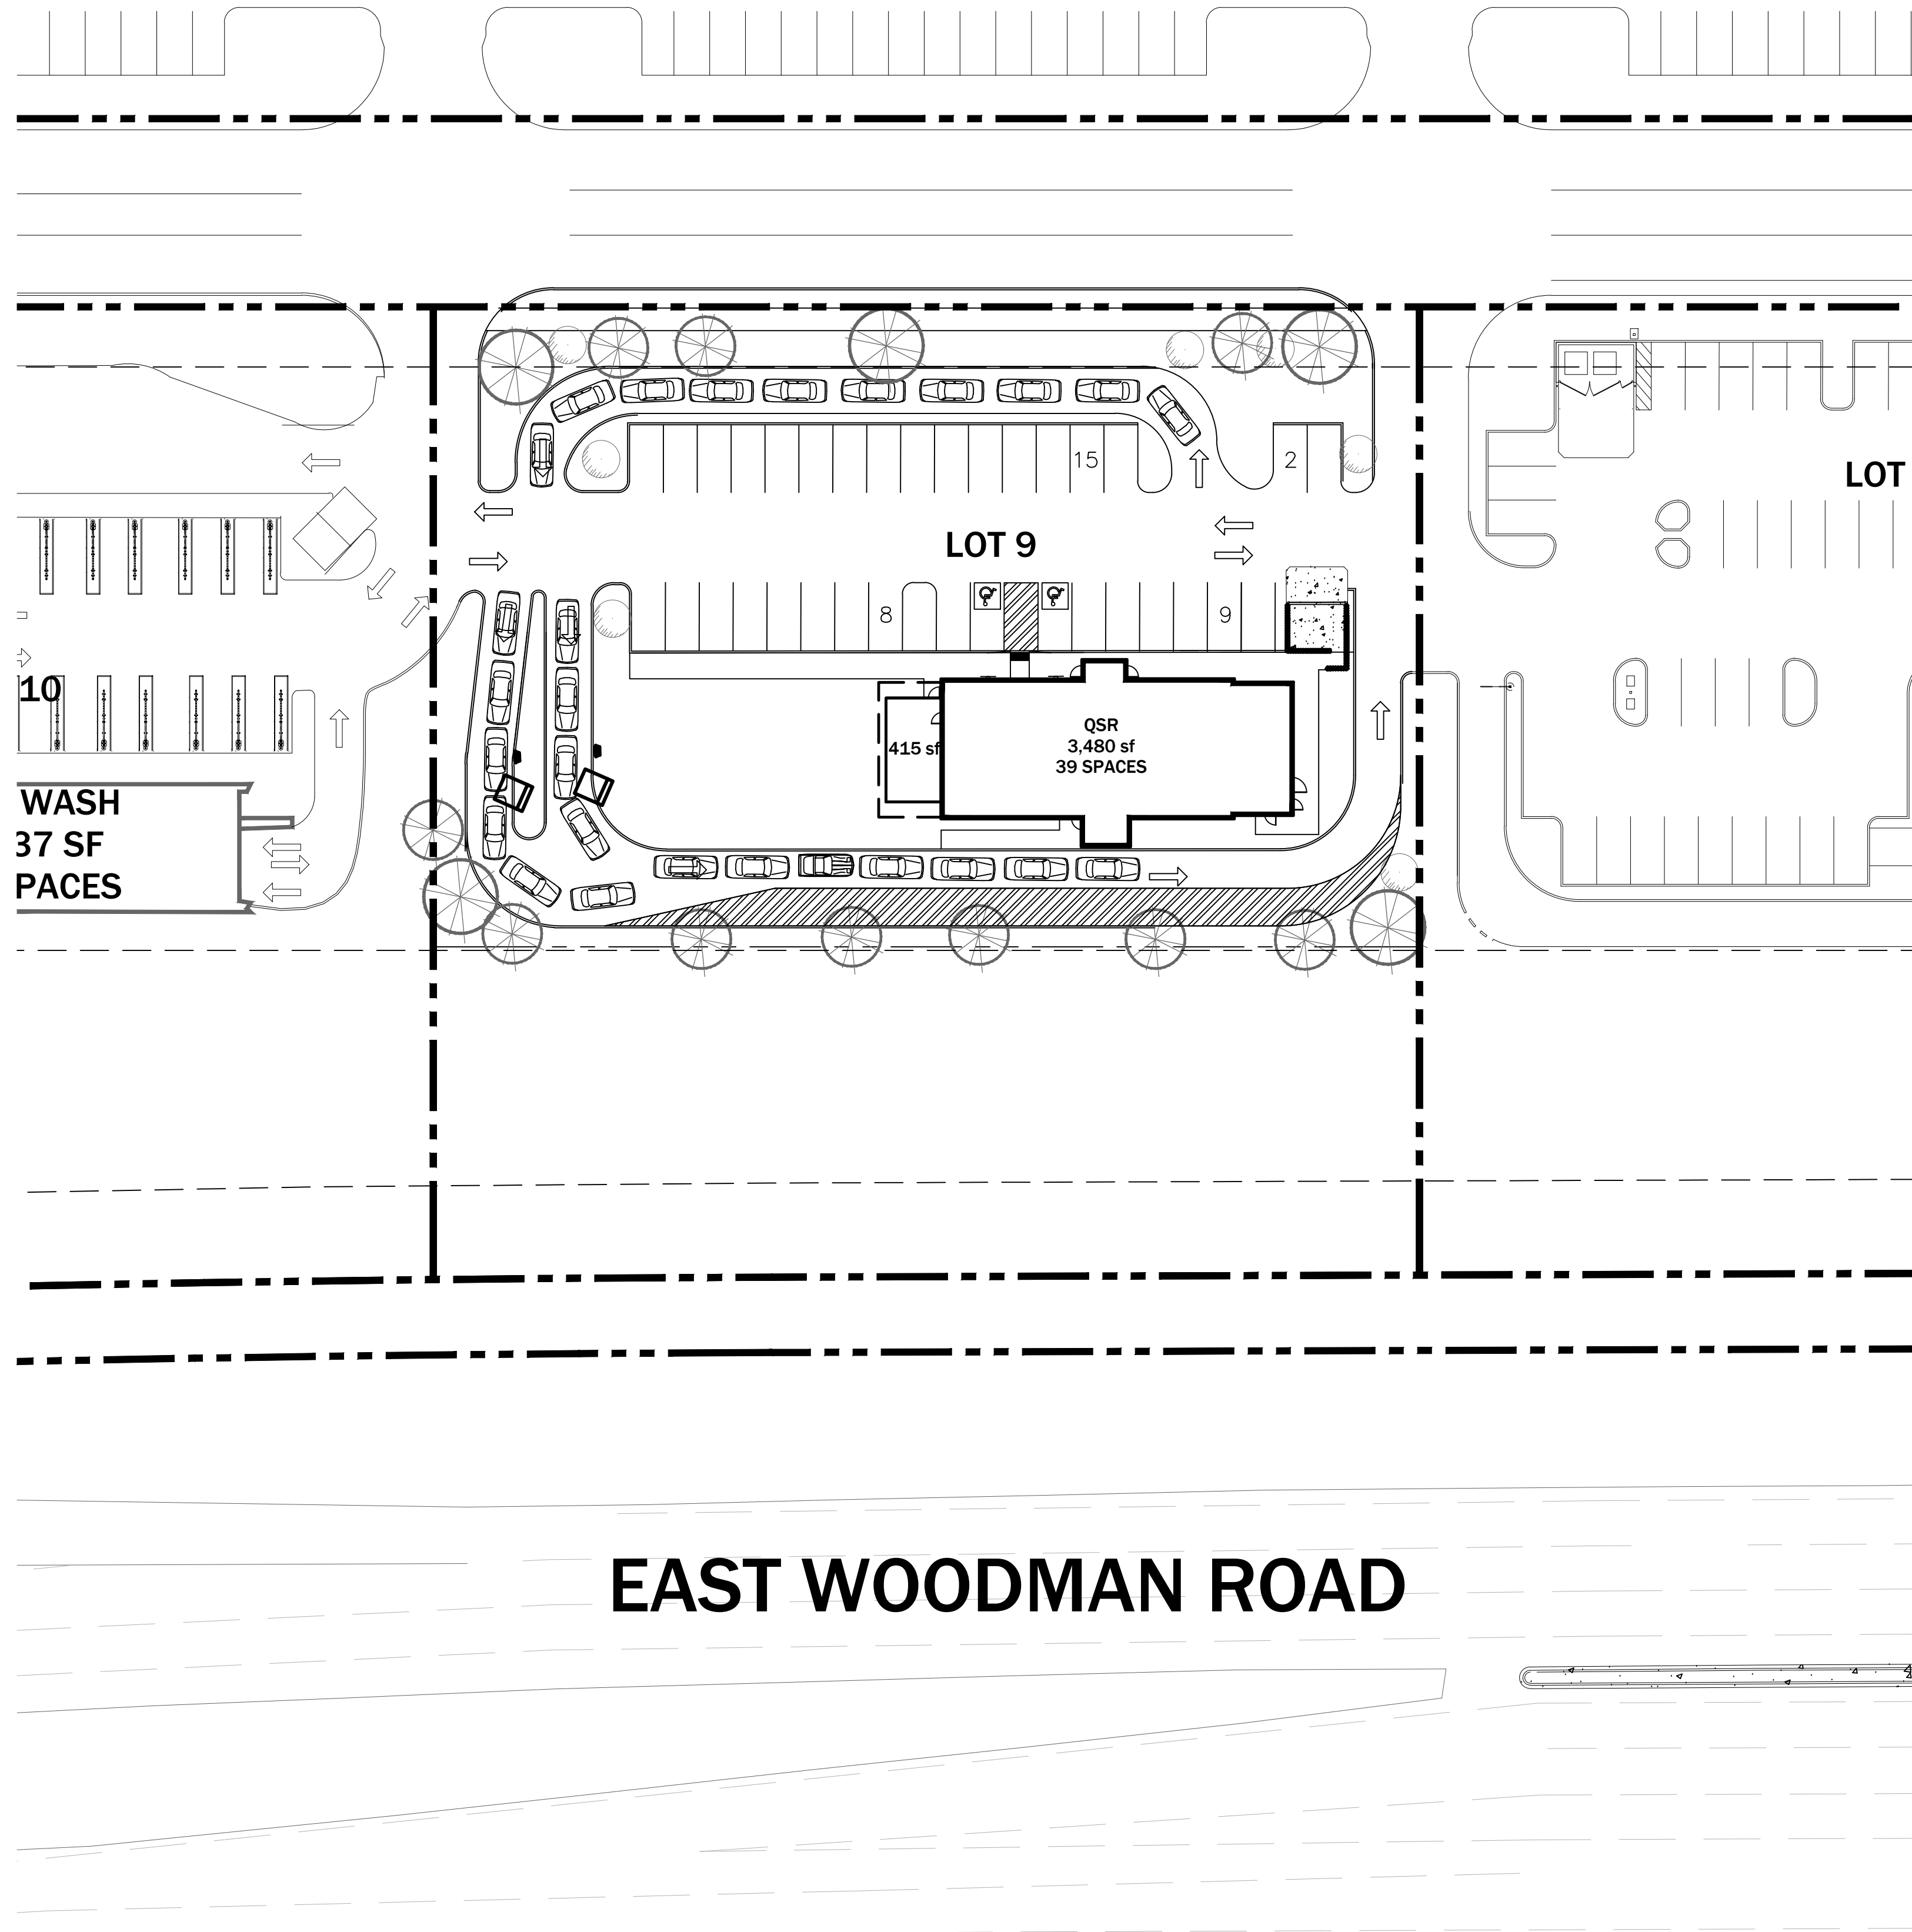 15
2
LOT
LOT 9
8
9
10
QSR
3,480 sf
39 SPACES
415 sf
WASH
37 SF
PACES
EAST WOODMAN ROAD